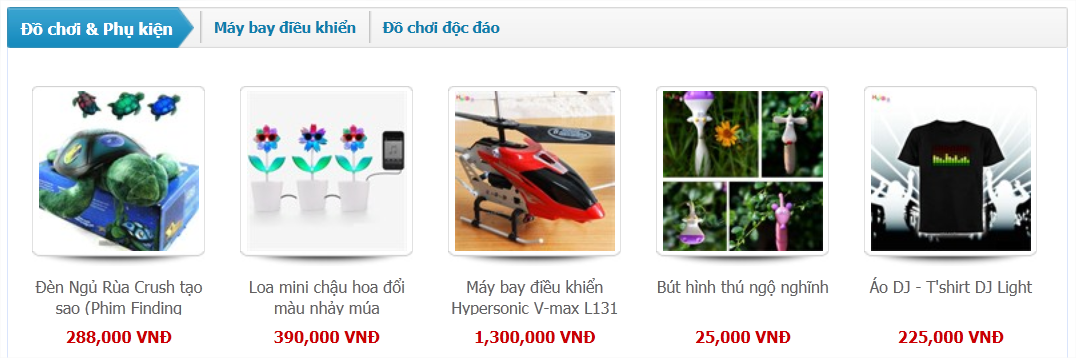 Đồ chơi & Phụ kiện
Máy bay điều khiển
Đồ chơi độc đáo
Đèn Ngủ Rùa Crush tạo
sao (Phim Finding
288,000 VNĐ
Loa mini chậu hoa đổi
màu nhảy múa
390,000 VNĐ
Máy bay điều khiển
Hypersonic V-max L131
1,300,000 VNĐ
Bút hình thú ngộ nghĩnh
25,000 VNĐ
Áo DJ - T'shirt DJ Light
225,000 VNĐ